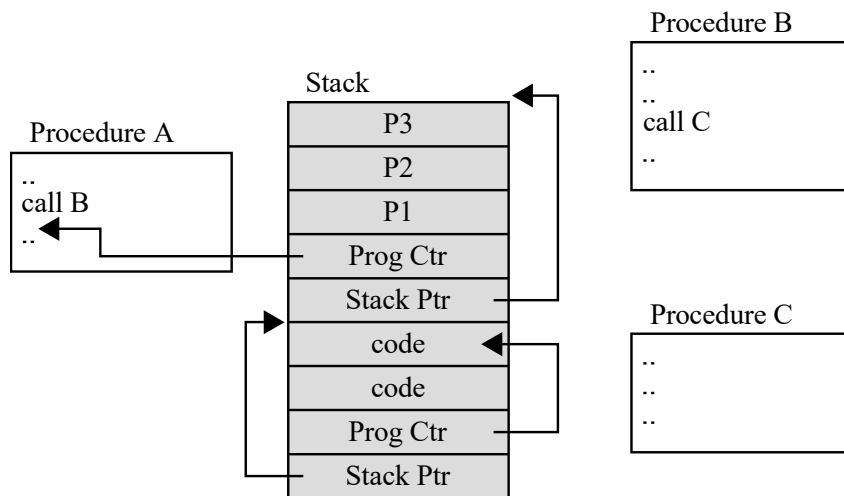 Procedure A
..
call B
..
Stack
P3
P2
P1
Prog Ctr
Stack Ptr
code
code
Prog Ctr
Stack Ptr
Procedure B
..
..
call C
..
Procedure C
..
..
..